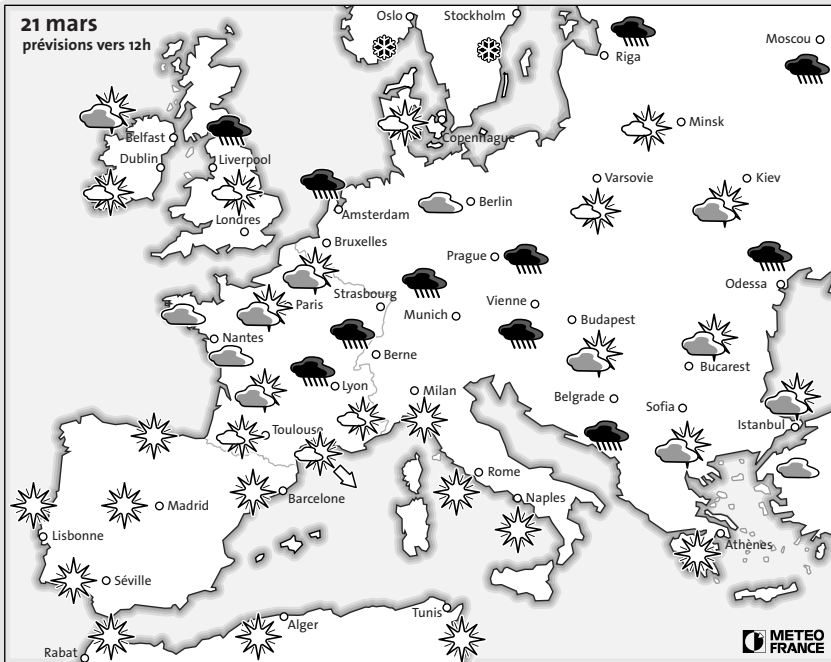 21 mars
prévisions vers 12h
Oslo
Stockholm
Moscou
Riga
Minsk
Belfast
Copenhague
Dublin
Liverpool
Varsovie
Kiev
Berlin
Amsterdam
Londres
Bruxelles
Prague
Odessa
Strasbourg
Paris
Vienne
Munich
Budapest
Nantes
Berne
Bucarest
Lyon
Milan
Belgrade
Sofia
Istanbul
Toulouse
Rome
Barcelone
Naples
Madrid
Lisbonne
Athènes
Séville
Tunis
Alger
Rabat
METEO
FRANCE